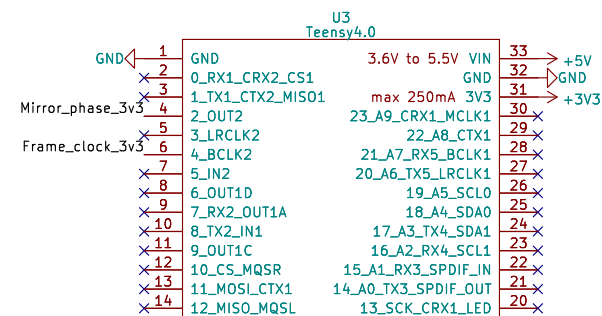 U3
Teensy4.0
GND 1 GND 3.6V to 5.5V VIN 33 +5V
2 0_RX1_CRX2_CS1 GND 32 GND
3 1_TX1_CTX2_MISO1 max 250mA 3V3 31 +3V3
Mirror_phase_3v3 4 2_OUT2 23_A9_CRX1_MCLK1 30
5 3_LRCLK2 22_A8_CTX1 29
Frame_clock_3v3 6 4_BCLK2 21_A7_RX5_BCLK1 28
7 5_IN2 20_A6_TX5_LRCLK1 27
8 6_OUT1D 19_A5_SCL0 26
9 7_RX2_OUT1A 18_A4_SDA0 25
10 8_TX2_IN1 17_A3_TX4_SDA1 24
11 9_OUT1C 16_A2_RX4_SCL1 23
12 10_CS_MQSR 15_A1_RX3_SPDIF_IN 22
13 11_MOSI_CTX1 14_A0_TX3_SPDIF_OUT 21
14 12_MISO_MQSL 13_SCK_CRX1_LED 20